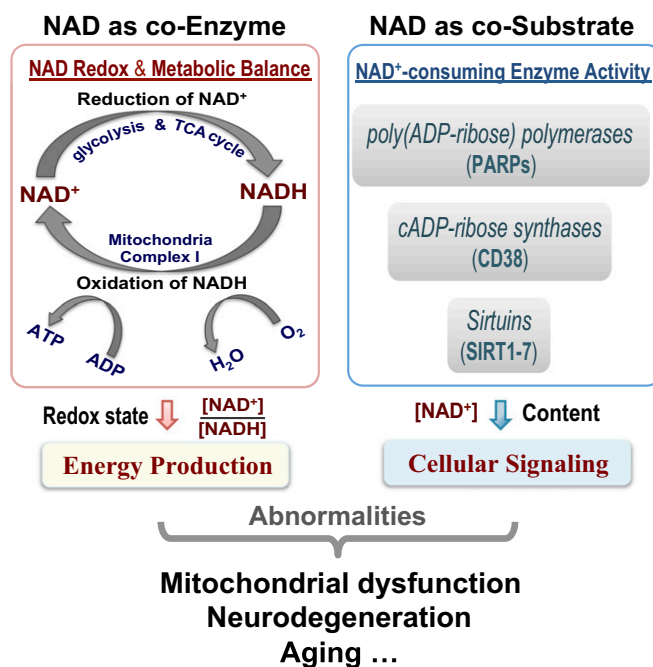 NAD as co-Enzyme
NAD Redox & Metabolic Balance
Reduction of NAD⁺
glycolysis & TCA cycle
NAD⁺
NADH
Mitochondria
Complex I
Oxidation of NADH
ATP
ADP
H₂O
O₂
Redox state
[NAD⁺]
[NADH]
Energy Production
NAD as co-Substrate
NAD⁺-consuming Enzyme Activity
poly(ADP-ribose) polymerases
(PARPs)
cADP-ribose synthases
(CD38)
Sirtuins
(SIRT1-7)
[NAD⁺]
Content
Cellular Signaling
Abnormalities
Mitochondrial dysfunction
Neurodegeneration
Aging ...